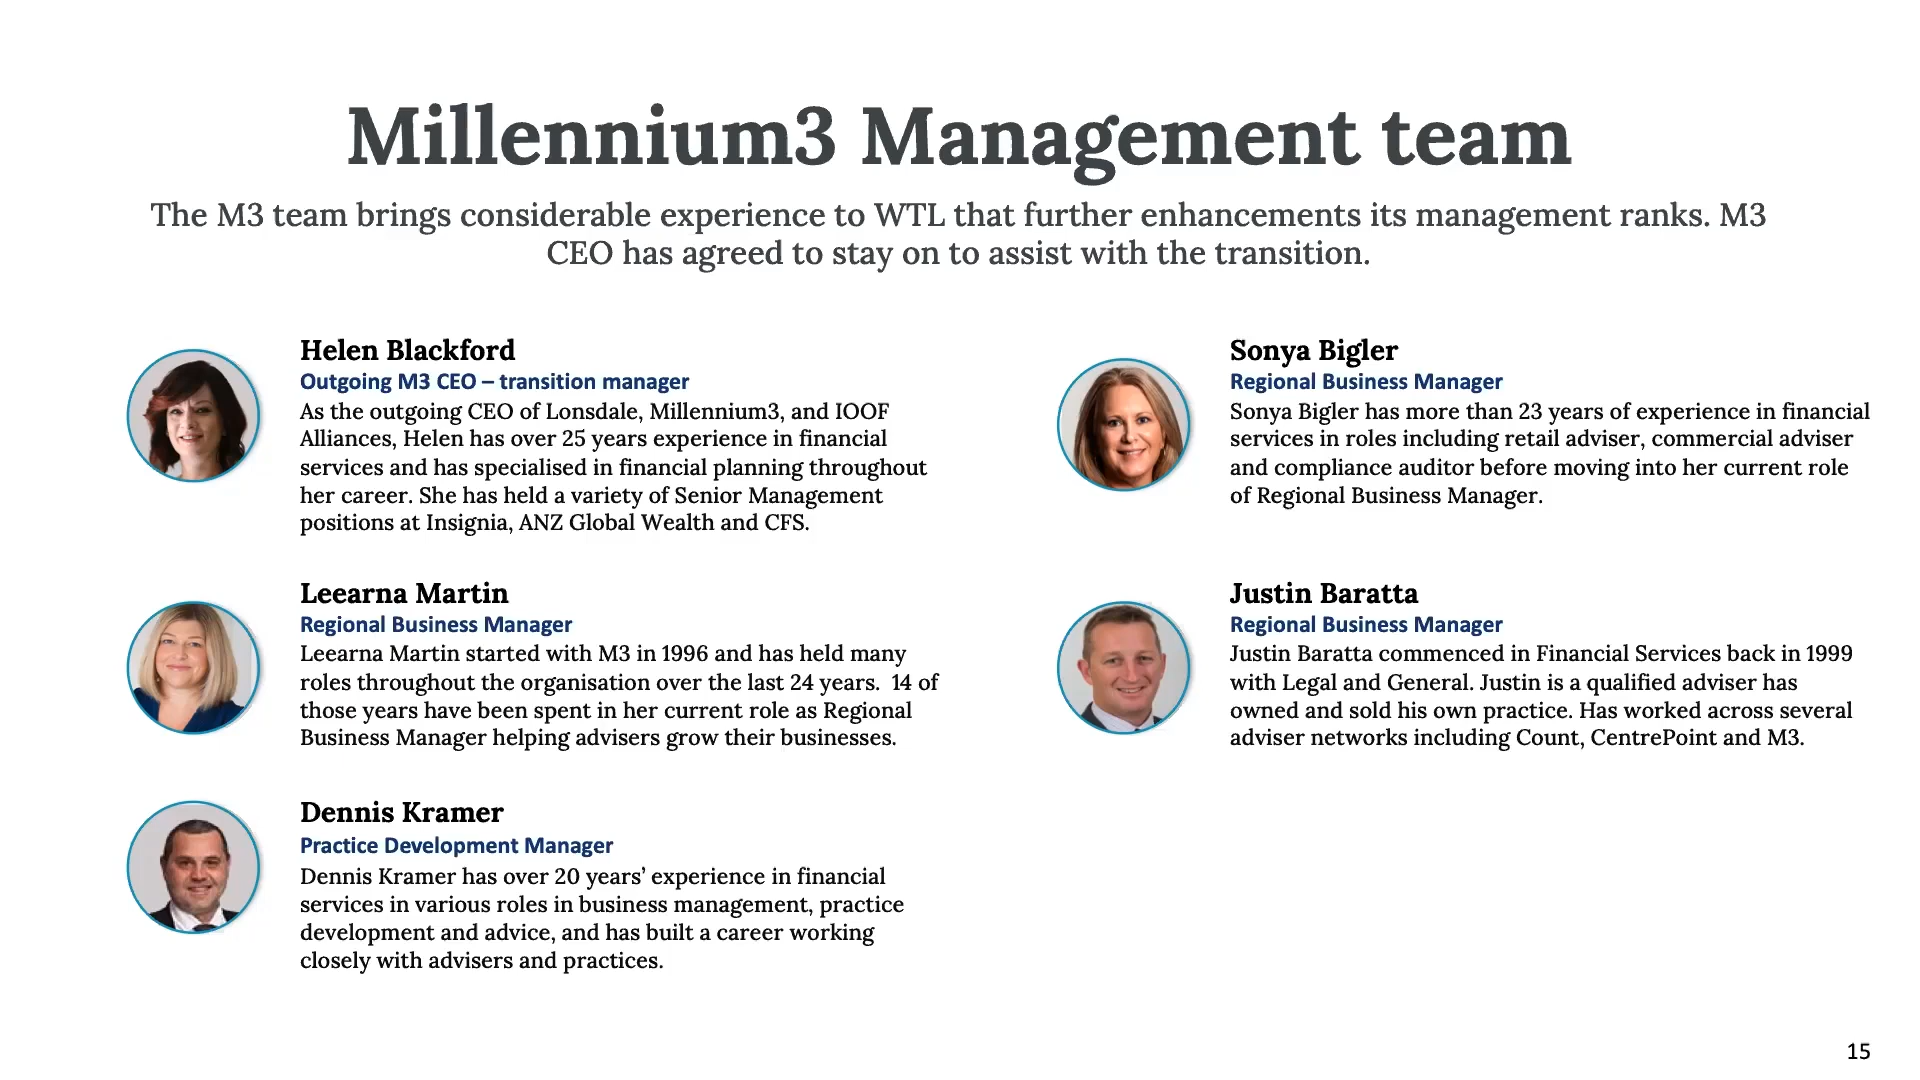 Millennium3 Management team
The M3 team brings considerable experience to WTL that further enhancements its management ranks. M3
CEO has agreed to stay on to assist with the transition.
Helen Blackford
Outgoing M3 CEO – transition manager
As the outgoing CEO of Lonsdale, Millennium3, and IOOF
Alliances, Helen has over 25 years experience in financial
services and has specialised in financial planning throughout
her career. She has held a variety of Senior Management
positions at Insignia, ANZ Global Wealth and CFS.
Leearna Martin
Regional Business Manager
Leearna Martin started with M3 in 1996 and has held many
roles throughout the organisation over the last 24 years.  14 of
those years have been spent in her current role as Regional
Business Manager helping advisers grow their businesses.
Dennis Kramer
Practice Development Manager
Dennis Kramer has over 20 years’ experience in financial
services in various roles in business management, practice
development and advice, and has built a career working
closely with advisers and practices.
Sonya Bigler
Regional Business Manager
Sonya Bigler has more than 23 years of experience in financial
services in roles including retail adviser, commercial adviser
and compliance auditor before moving into her current role
of Regional Business Manager.
Justin Baratta
Regional Business Manager
Justin Baratta commenced in Financial Services back in 1999
with Legal and General. Justin is a qualified adviser has
owned and sold his own practice. Has worked across several
adviser networks including Count, CentrePoint and M3.
15